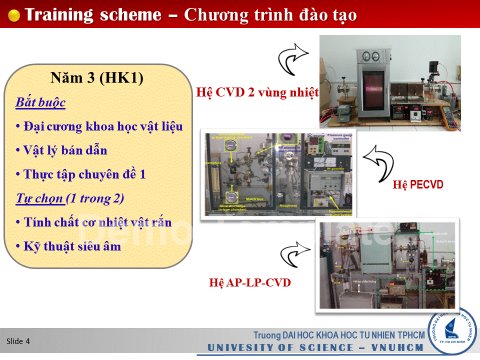 Training scheme – Chương trình đào tạo
Năm 3 (HK1)
Bắt buộc
• Đại cương khoa học vật liệu
• Vật lý bán dẫn
• Thực tập chuyên đề 1
Tự chọn (1 trong 2)
• Tính chất cơ nhiệt vật rắn
• Kỹ thuật siêu âm
Hệ CVD 2 vùng nhiệt
Hệ PECVD
Hệ AP-LP-CVD
Slide 4
Truong DAI HOC KHOA HOC TU NHIEN TPHCM
UNIVESITY OF SCIENCE – VNUHCM